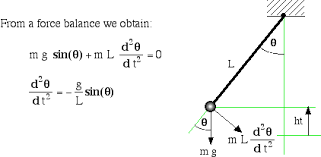 From a force balance we obtain:
m g sin(θ) + m L d²θ/dt² = 0
d²θ/dt² = - g/L sin(θ)
θ
L
θ
ht
m L d²θ/dt²
m g